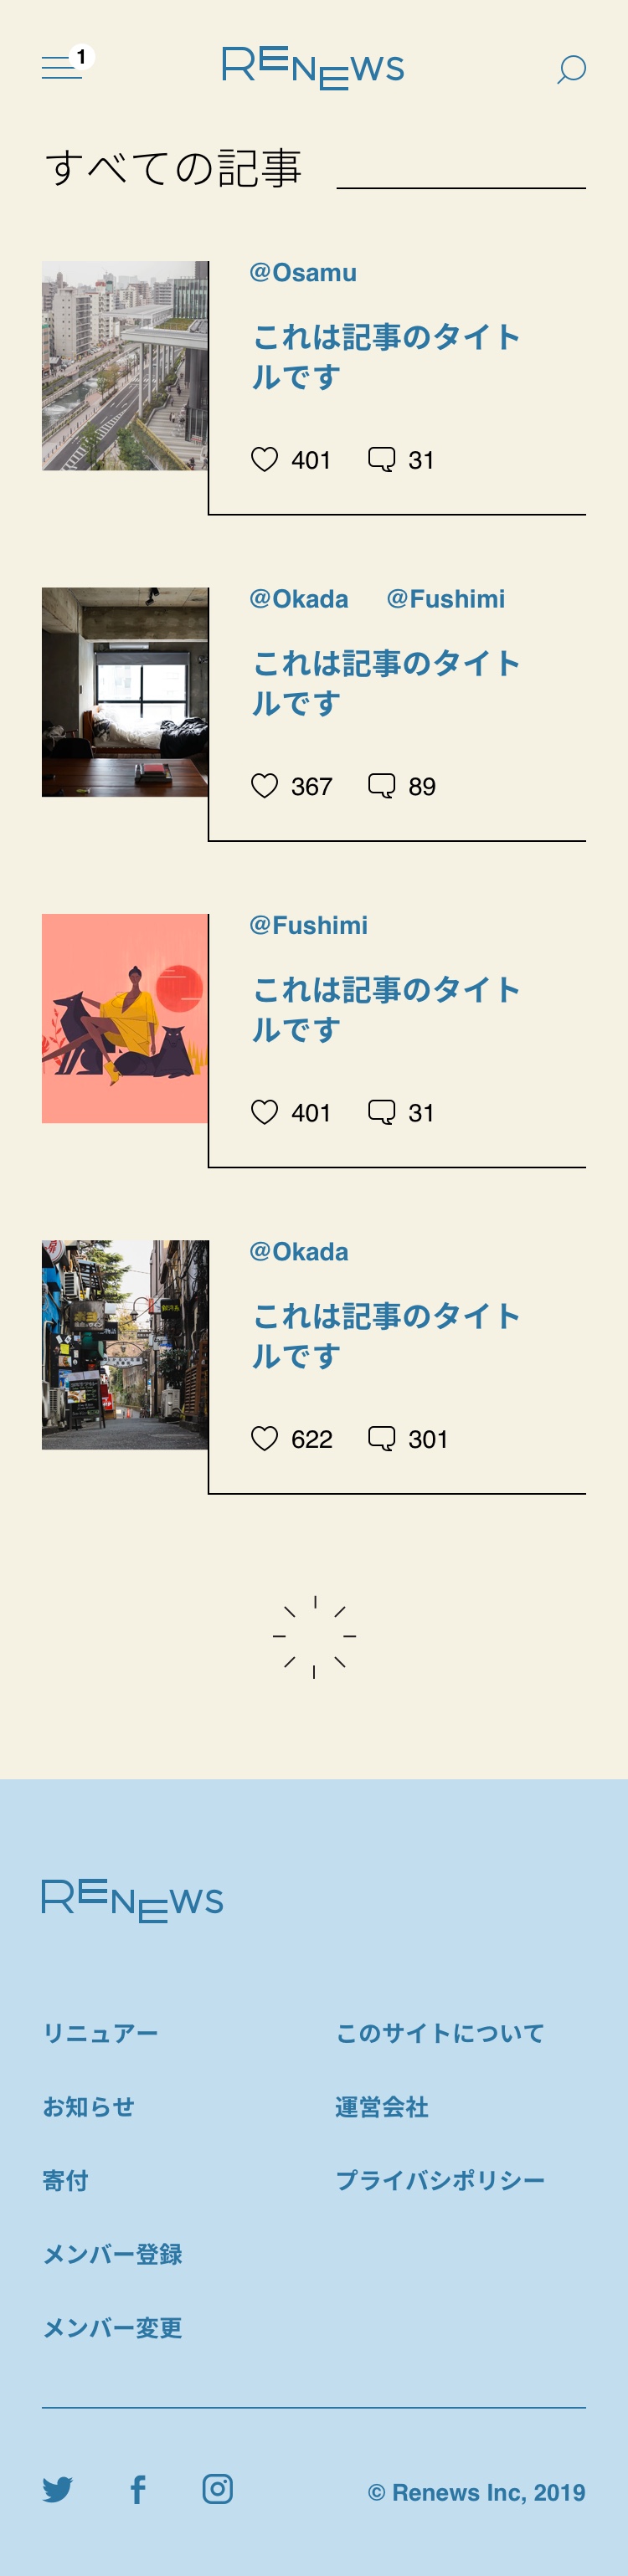 1
RENEWS
すべての記事
@Osamu
これは記事のタイト
ルです
401 31
@Okada @Fushimi
これは記事のタイト
ルです
367 89
@Fushimi
これは記事のタイト
ルです
401 31
@Okada
これは記事のタイト
ルです
622 301
RENEWS
リニュアー
このサイトについて
お知らせ
運営会社
寄付
プライバシポリシー
メンバー登録
メンバー変更
© Renews Inc, 2019